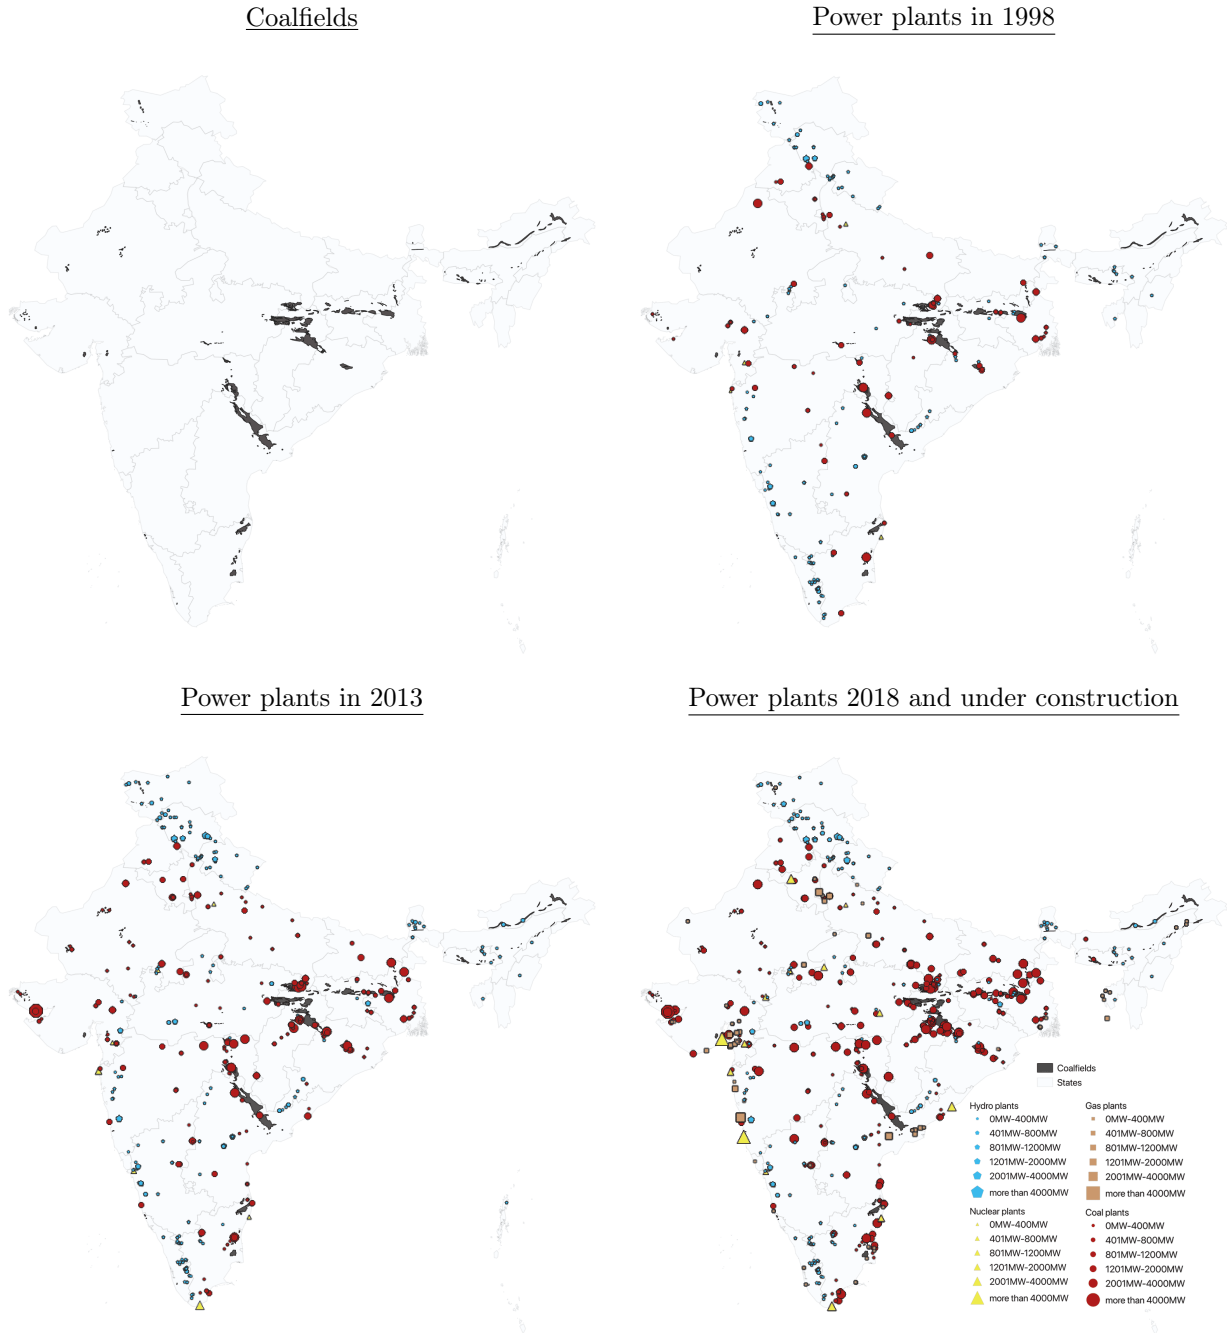 Coalfields
Power plants in 1998
Power plants in 2013
Power plants 2018 and under construction
Coalfields
States
Hydro plants
0MW-400MW
401MW-800MW
801MW-1200MW
1201MW-2000MW
2001MW-4000MW
more than 4000MW
Gas plants
0MW-400MW
401MW-800MW
801MW-1200MW
1201MW-2000MW
2001MW-4000MW
more than 4000MW
Nuclear plants
0MW-400MW
401MW-800MW
801MW-1200MW
1201MW-2000MW
2001MW-4000MW
more than 4000MW
Coal plants
0MW-400MW
401MW-800MW
801MW-1200MW
1201MW-2000MW
2001MW-4000MW
more than 4000MW